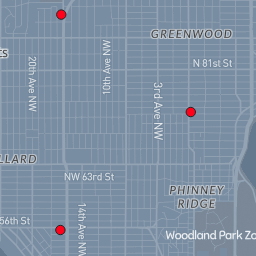 GREENWOOD
N 81st St
20th Ave NW
10th Ave NW
3rd Ave NW
LLARD
NW 63rd St
PHINNEY
RIDGE
56th St
14th Ave NW
Woodland Park Zo